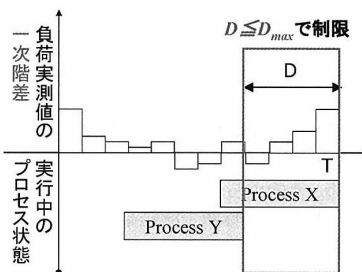 D≦Dmaxで制限
負荷実測値の
一次階差
D
T
実行中の
プロセス状態
Process X
Process Y